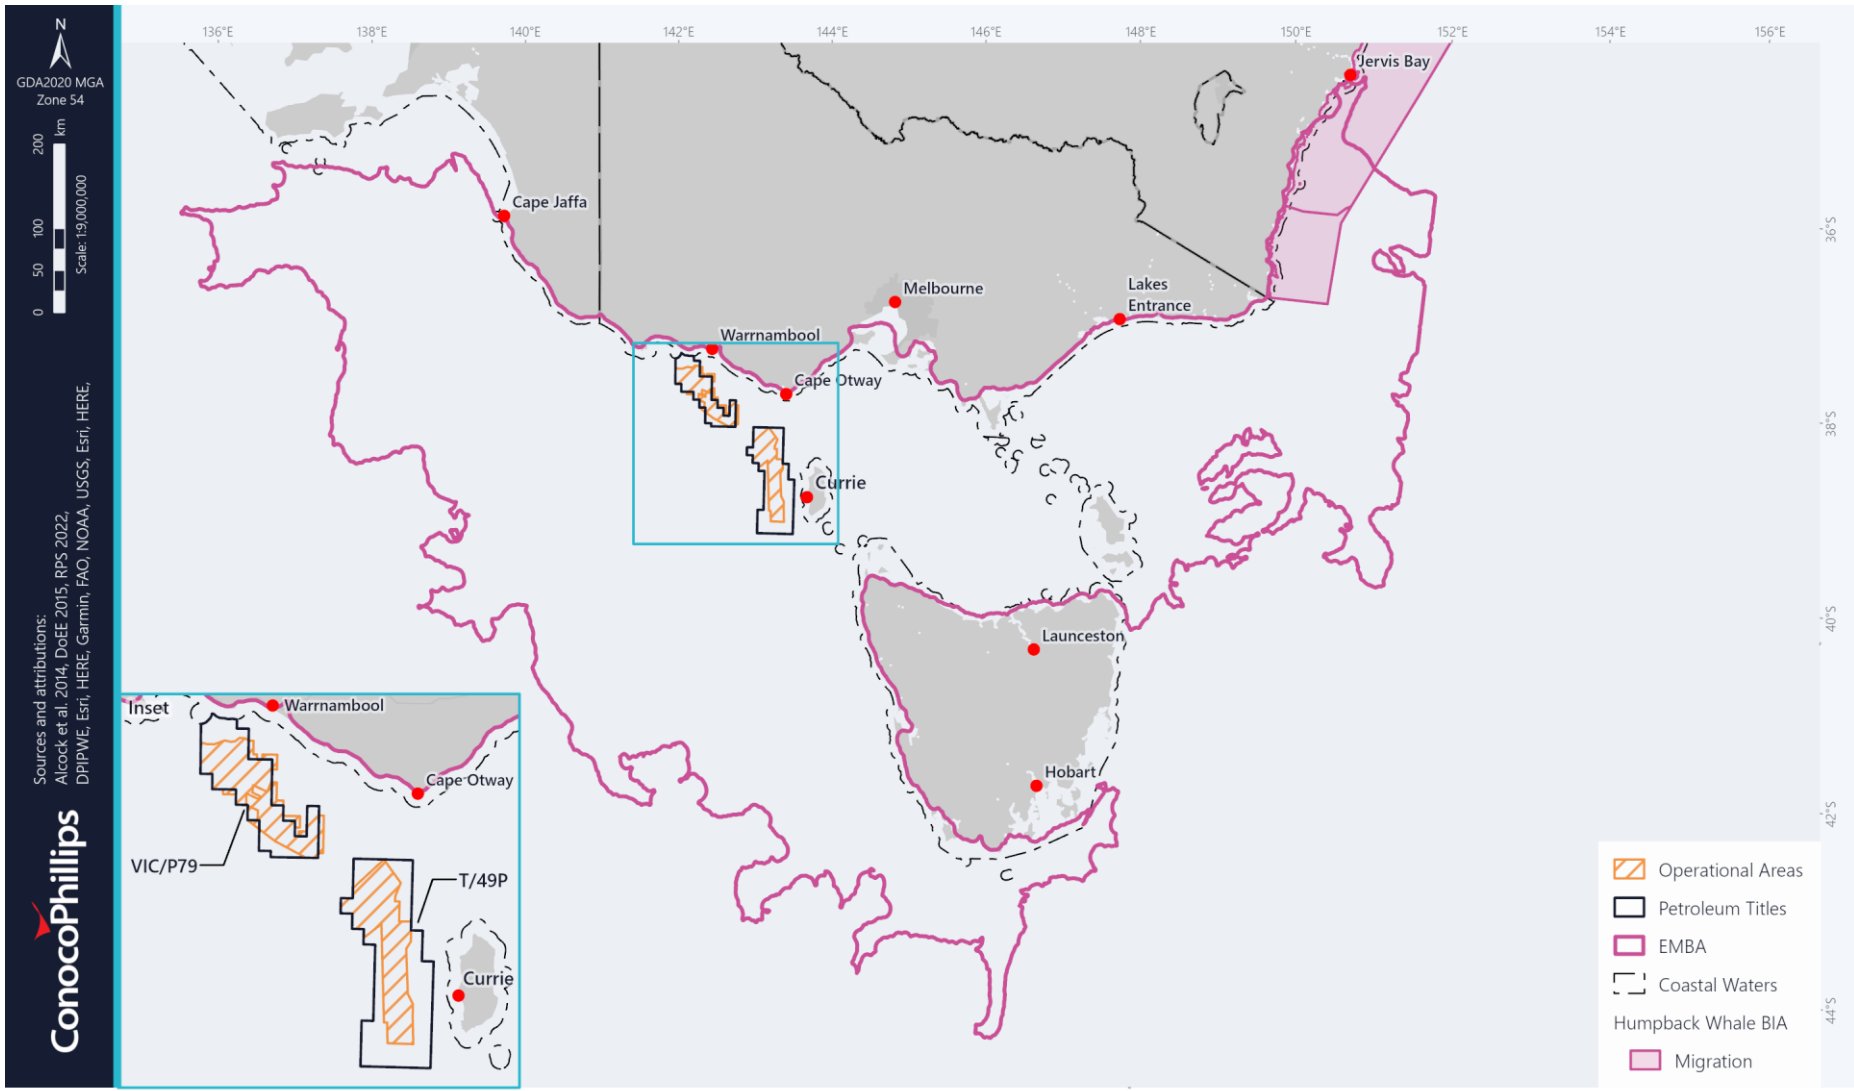 N
GDA2020 MGA
Zone 54
0 50 100 200
km
Scale: 1:9,000,000
Sources and attributions:
Alcock et al. 2014, DoEE 2015, RPS 2022,
DPIPWE, Esri, HERE, Garmin, FAO, NOAA, USGS, Esri, HERE,
ConocoPhillips
136°E 138°E 140°E 142°E 144°E 146°E 148°E 150°E 152°E 154°E 156°E
36°S
38°S
40°S
42°S
44°S
Jervis Bay
Cape Jaffa
Melbourne
Lakes
Entrance
Warrnambool
Cape Otway
Currie
Launceston
Hobart
Inset
Warrnambool
Cape Otway
VIC/P79
T/49P
Currie
Operational Areas
Petroleum Titles
EMBA
Coastal Waters
Humpback Whale BIA
Migration